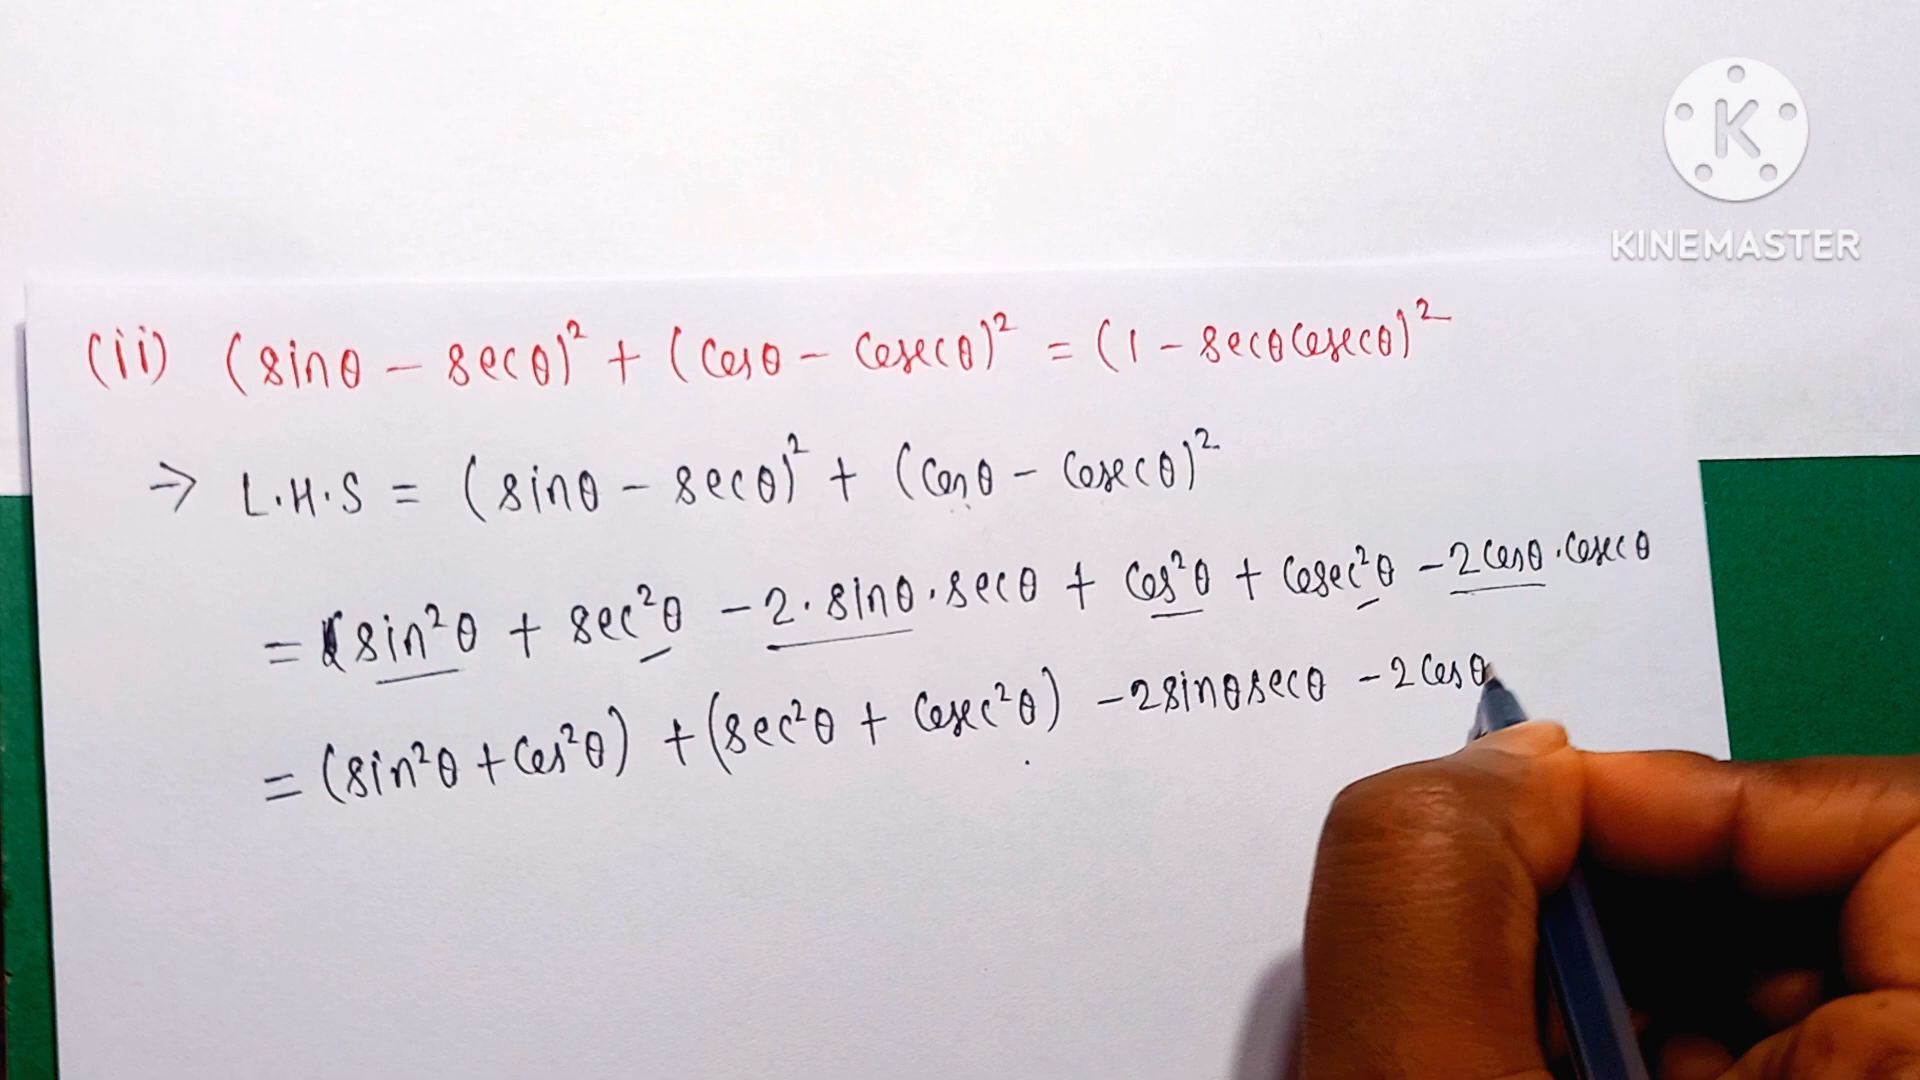 K
KINEMASTER
(ii) (sinθ - secθ)² + (cosθ - cosecθ)² = (1 - secθcosecθ)²
→ L.H.S = (sinθ - secθ)² + (cosθ - cosecθ)²
= (sin²θ + sec²θ - 2·sinθ·secθ + cos²θ + cosec²θ - 2cosθ·cosecθ
= (sin²θ + cos²θ) + (sec²θ + cosec²θ) - 2sinθsecθ - 2cosθ